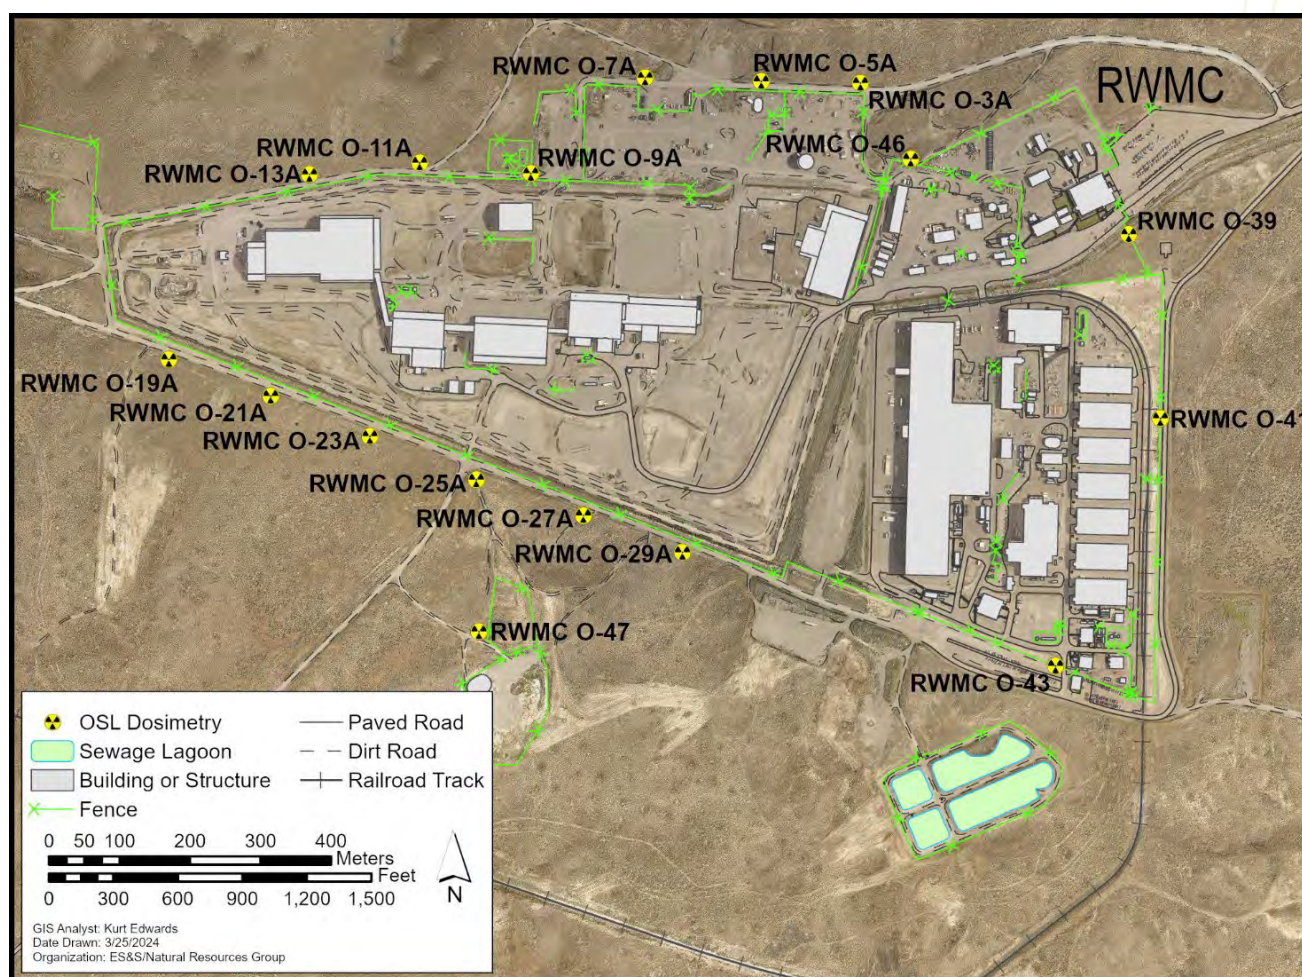 RWMC O-7A
RWMC O-5A
RWMC O-3A
RWMC
RWMC O-11A
RWMC O-9A
RWMC O-46
RWMC O-13A
RWMC O-39
RWMC O-19A
RWMC O-21A
RWMC O-41
RWMC O-23A
RWMC O-25A
RWMC O-27A
RWMC O-29A
RWMC O-47
RWMC O-43
OSL Dosimetry
Paved Road
Sewage Lagoon
Dirt Road
Building or Structure
Railroad Track
Fence
0 50 100 200 300 400
Meters
Feet
0 300 600 900 1,200 1,500
N
GIS Analyst: Kurt Edwards
Date Drawn: 3/25/2024
Organization: ES&S/Natural Resources Group